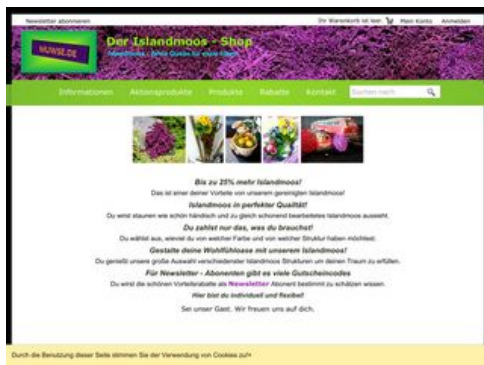 Newsletter abonnieren
Ihr Warenkorb ist leer Mein Konto Anmelden
MUWSE.DE
Der Islandmoos - Shop
Informationen Aktionsprodukte Produkte Rabatte Kontakt Suchen nach
Bis zu 25% mehr Islandmoos!
Das ist einer deiner Vorteile von unserem gereinigten Islandmoos!
Islandmoos in perfekter Qualität!
Du wirst staunen wie schön händisch und zu gleich schonend bearbeitetes Islandmoos aussieht.
Du zahlst nur das, was du brauchst!
Du wählst aus, wieviel du von welcher Farbe und von welcher Struktur haben möchtest.
Gestalte deine Wohlfühloase mit unserem Islandmoos!
Du genießt unsere große Auswahl verschiedenster Islandmoos Strukturen um deinen Traum zu erfüllen.
Für Newsletter - Abonenten gibt es viele Gutscheincodes
Du wirst die schönen Vorteilsrabatte als Newsletter Abonent bestimmt zu schätzen wissen.
Hier bist du individuell und flexibel!
Sei unser Gast. Wir freuen uns auf dich.
Durch die Benutzung dieser Seite stimmen Sie der Verwendung von Cookies zu!»